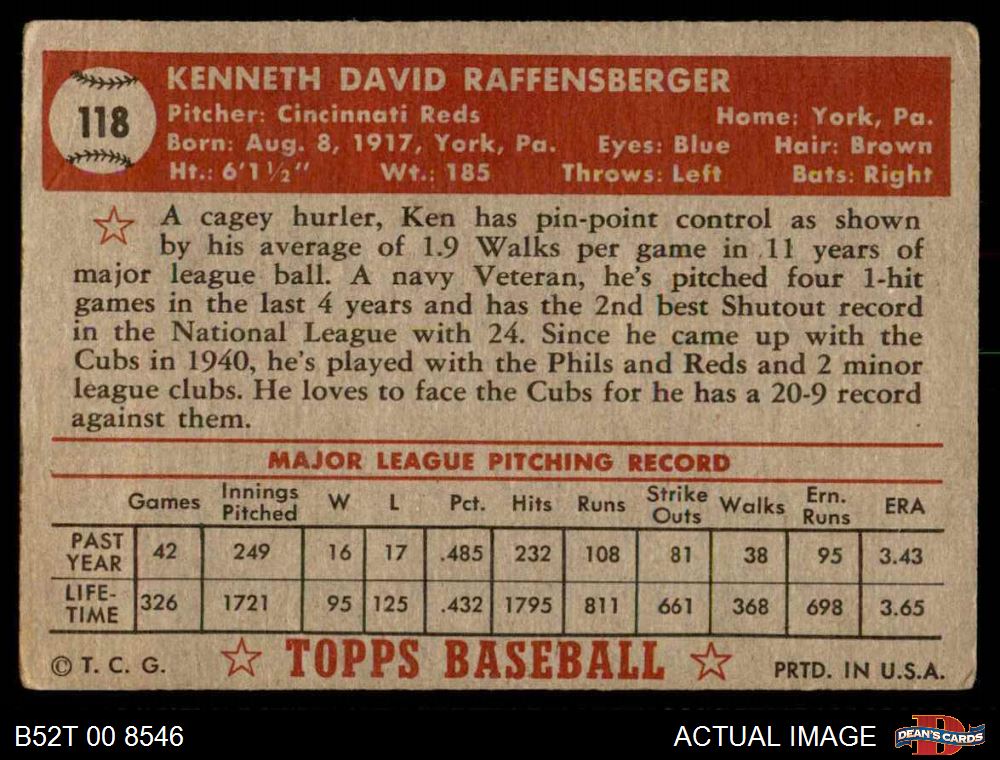 118
KENNETH DAVID RAFFENSBERGER
Pitcher: Cincinnati Reds Home: York, Pa.
Born: Aug. 8, 1917, York, Pa. Eyes: Blue Hair: Brown
Ht.: 6'1½" Wt.: 185 Throws: Left Bats: Right
A cagey hurler, Ken has pin-point control as shown
by his average of 1.9 Walks per game in 11 years of
major league ball. A navy Veteran, he's pitched four 1-hit
games in the last 4 years and has the 2nd best Shutout record
in the National League with 24. Since he came up with the
Cubs in 1940, he's played with the Phils and Reds and 2 minor
league clubs. He loves to face the Cubs for he has a 20-9 record
against them.
MAJOR LEAGUE PITCHING RECORD
Games Innings Pitched W L Pct. Hits Runs Strike Outs Walks Ern. Runs ERA
PAST YEAR 42 249 16 17 .485 232 108 81 38 95 3.43
LIFE-TIME 326 1721 95 125 .432 1795 811 661 368 698 3.65
© T. C. G. TOPPS BASEBALL PRTD. IN U.S.A.
B52T 00 8546 ACTUAL IMAGE DEAN'S CARDS